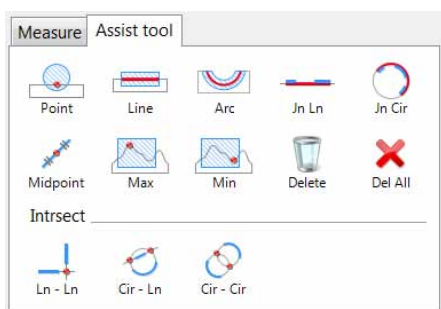 Measure Assist tool
Point Line Arc Jn Ln Jn Cir
Midpoint Max Min Delete Del All
Intrsect
Ln - Ln Cir - Ln Cir - Cir